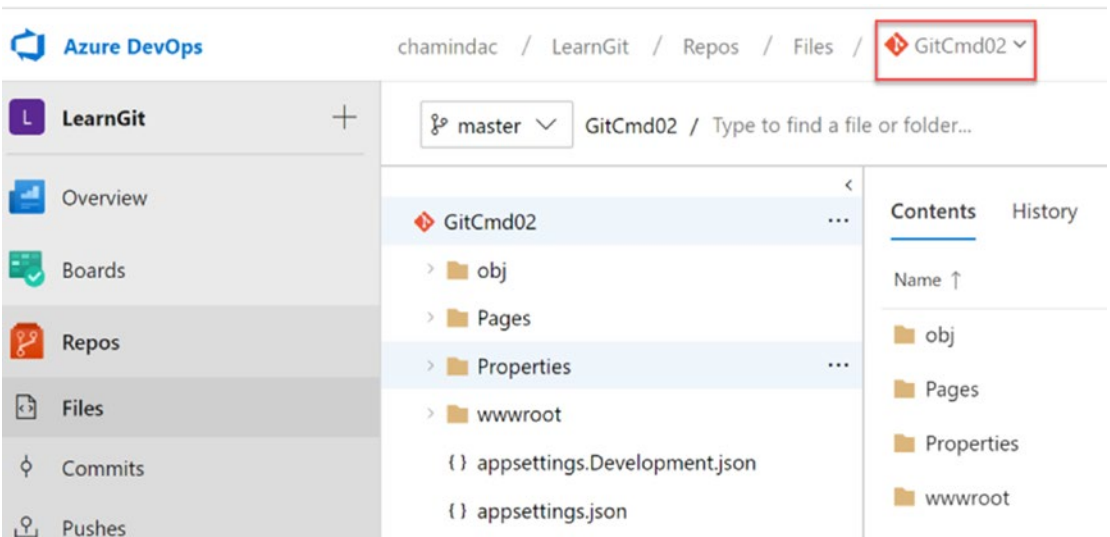 Azure DevOps
chamindac / LearnGit / Repos / Files / GitCmd02
L LearnGit
master GitCmd02 / Type to find a file or folder...
Overview
Boards
Repos
Files
Commits
Pushes
GitCmd02 ...
obj
Pages
Properties ...
wwwroot
{} appsettings.Development.json
{} appsettings.json
Contents History
Name ↑
obj
Pages
Properties
wwwroot